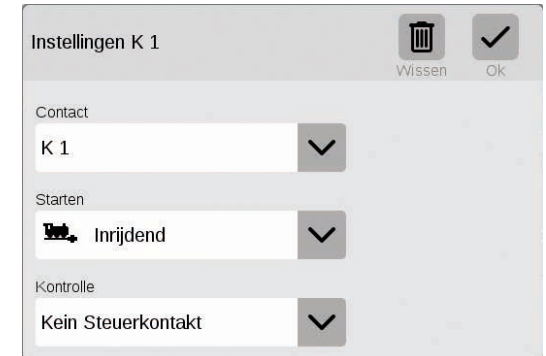 Instellingen K 1
Wissen
Ok
Contact
K 1
Starten
Inrijdend
Kontrolle
Kein Steuerkontakt